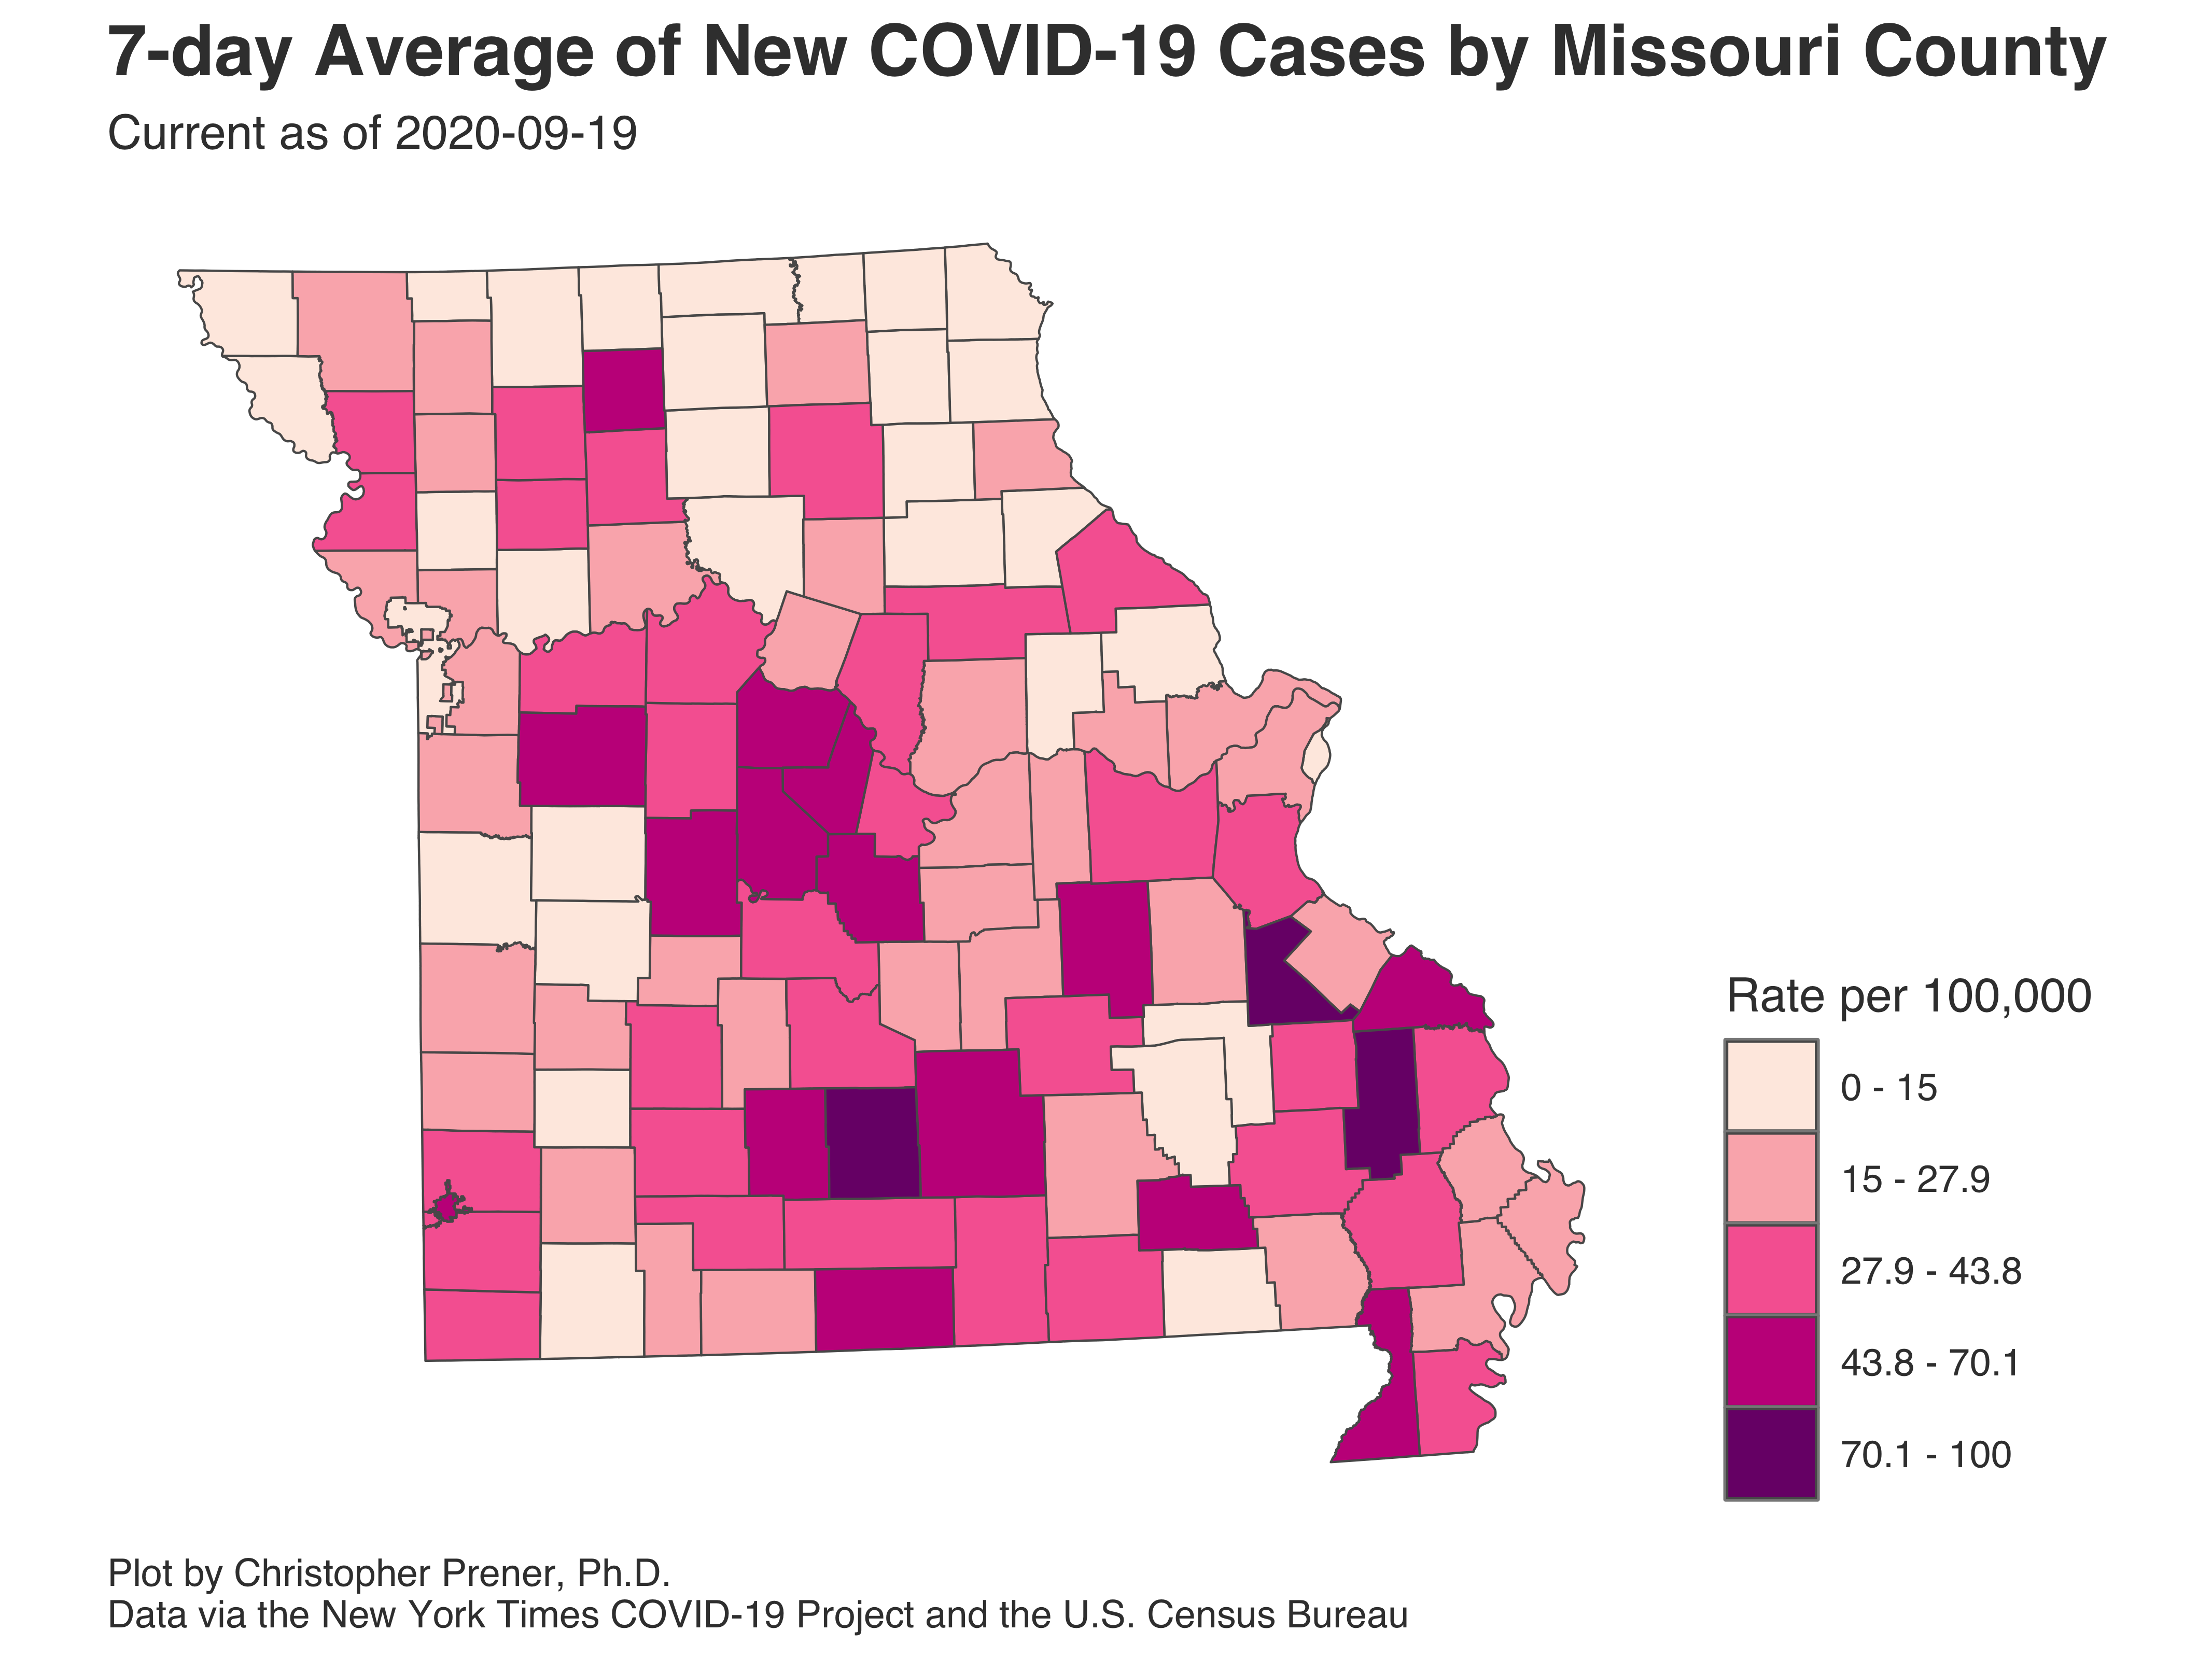 7-day Average of New COVID-19 Cases by Missouri County
Current as of 2020-09-19
Rate per 100,000
0 - 15
15 - 27.9
27.9 - 43.8
43.8 - 70.1
70.1 - 100
Plot by Christopher Prener, Ph.D.
Data via the New York Times COVID-19 Project and the U.S. Census Bureau